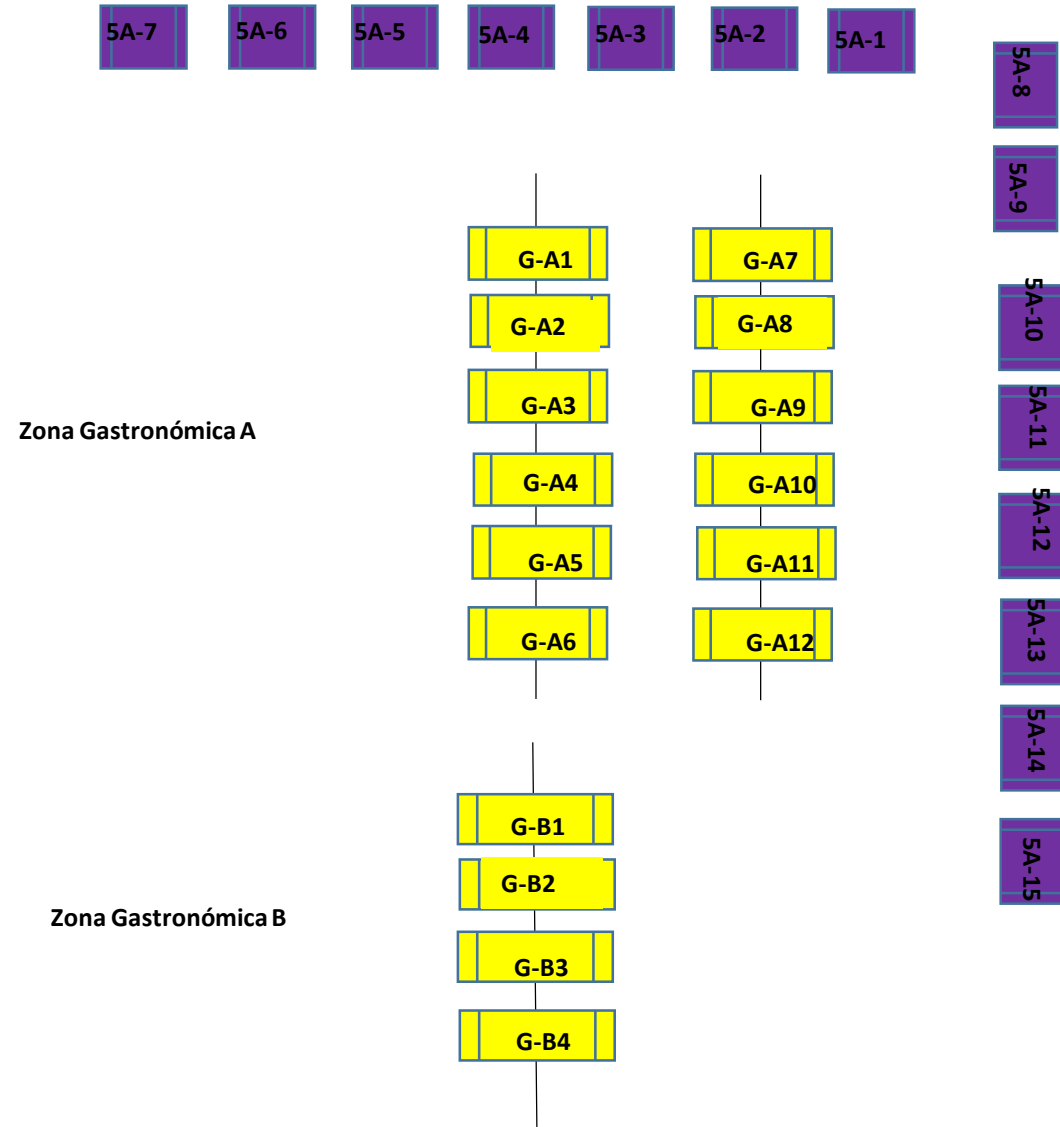 5A-7
5A-6
5A-5
5A-4
5A-3
5A-2
5A-1
5A-8
5A-9
5A-10
5A-11
5A-12
5A-13
5A-14
5A-15
G-A1
G-A7
G-A2
G-A8
G-A3
G-A9
Zona Gastronómica A
G-A4
G-A10
G-A5
G-A11
G-A6
G-A12
G-B1
G-B2
Zona Gastronómica B
G-B3
G-B4